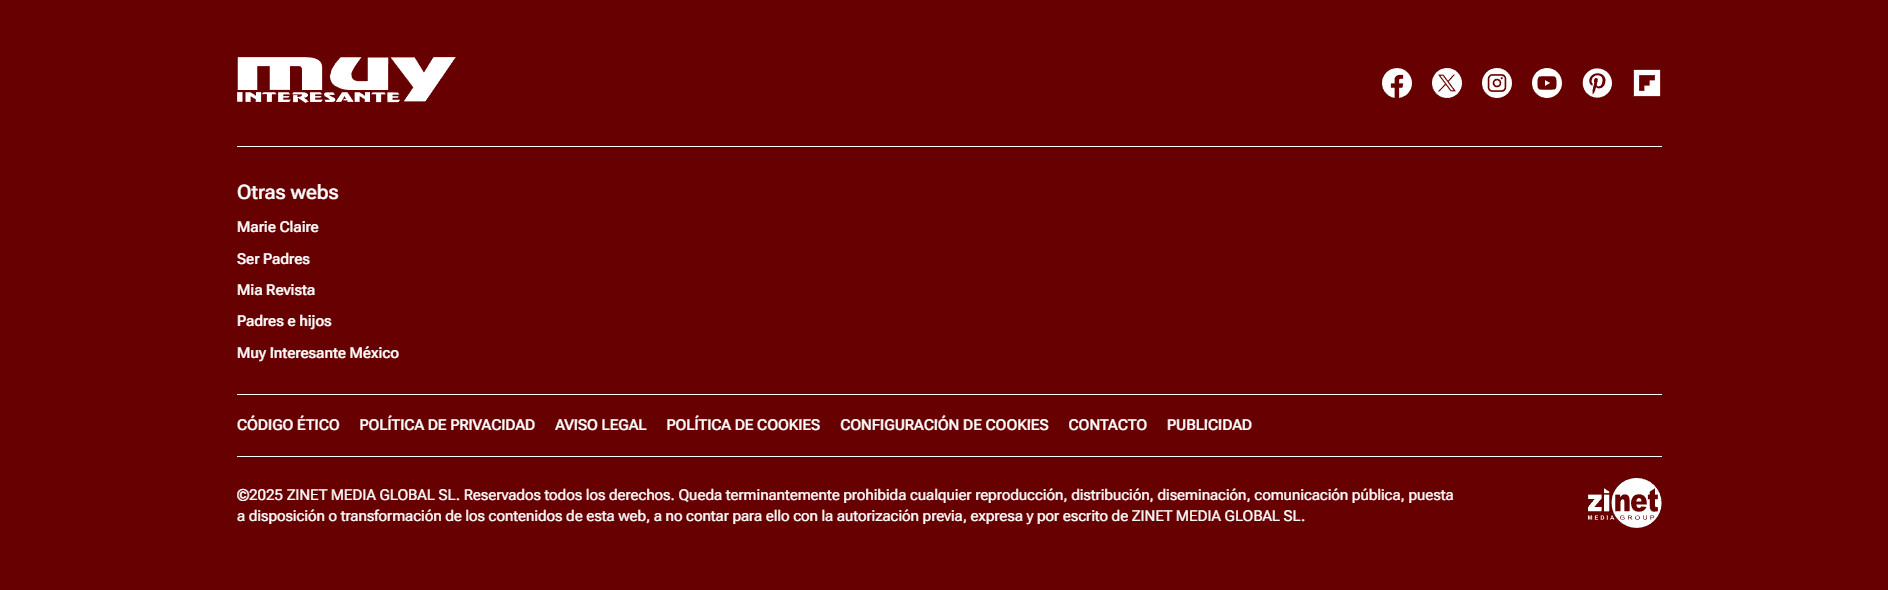 muy
INTERESANTE
Otras webs
Marie Claire
Ser Padres
Mia Revista
Padres e hijos
Muy Interesante México
CÓDIGO ÉTICO POLÍTICA DE PRIVACIDAD AVISO LEGAL POLÍTICA DE COOKIES CONFIGURACIÓN DE COOKIES CONTACTO PUBLICIDAD
©2025 ZINET MEDIA GLOBAL SL. Reservados todos los derechos. Queda terminantemente prohibida cualquier reproducción, distribución, diseminación, comunicación pública, puesta
a disposición o transformación de los contenidos de esta web, a no contar para ello con la autorización previa, expresa y por escrito de ZINET MEDIA GLOBAL SL.
zinet
MEDIA GROUP